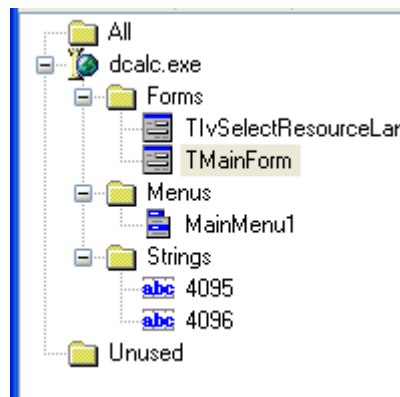 All
dcalc.exe
Forms
TIvSelectResourceLar
TMainForm
Menus
MainMenu1
Strings
abc 4095
abc 4096
Unused